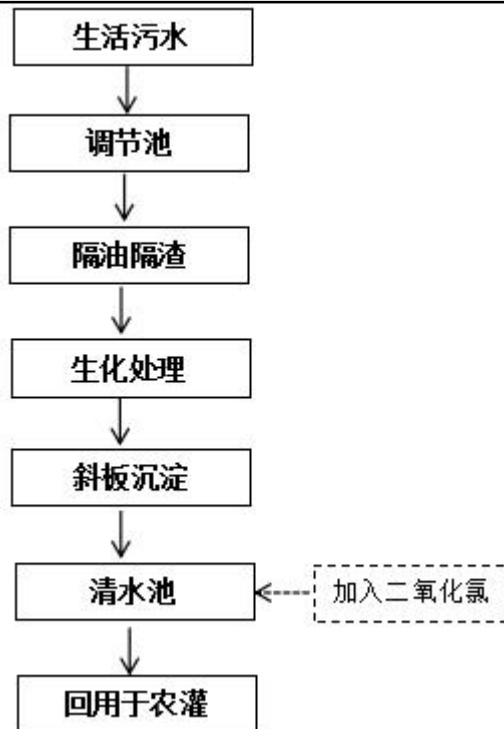 生活污水
调节池
隔油隔渣
生化处理
斜板沉淀
清水池
加入二氧化氯
回用于农灌